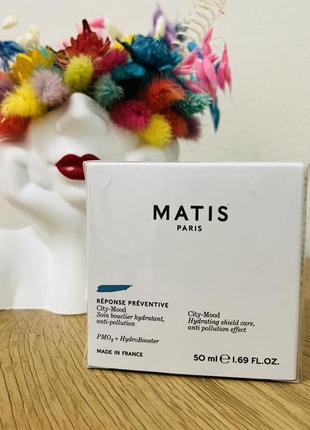 MATIS
PARIS
RÉPONSE PRÉVENTIVE
City-Mood
Soin bouclier hydratant,
anti-pollution
PMO₂ + HydroBooster
MADE IN FRANCE
City-Mood
Hydrating shield care,
anti pollution effect
50 ml ℮ 1.69 FL.OZ.